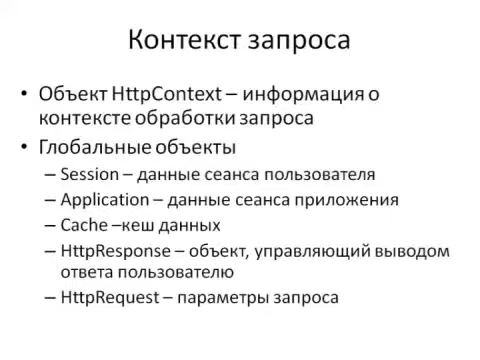 Контекст запроса
• Объект HttpContext – информация о
контексте обработки запроса
• Глобальные объекты
– Session – данные сеанса пользователя
– Application – данные сеанса приложения
– Cache –кеш данных
– HttpResponse – объект, управляющий выводом
ответа пользователю
– HttpRequest – параметры запроса